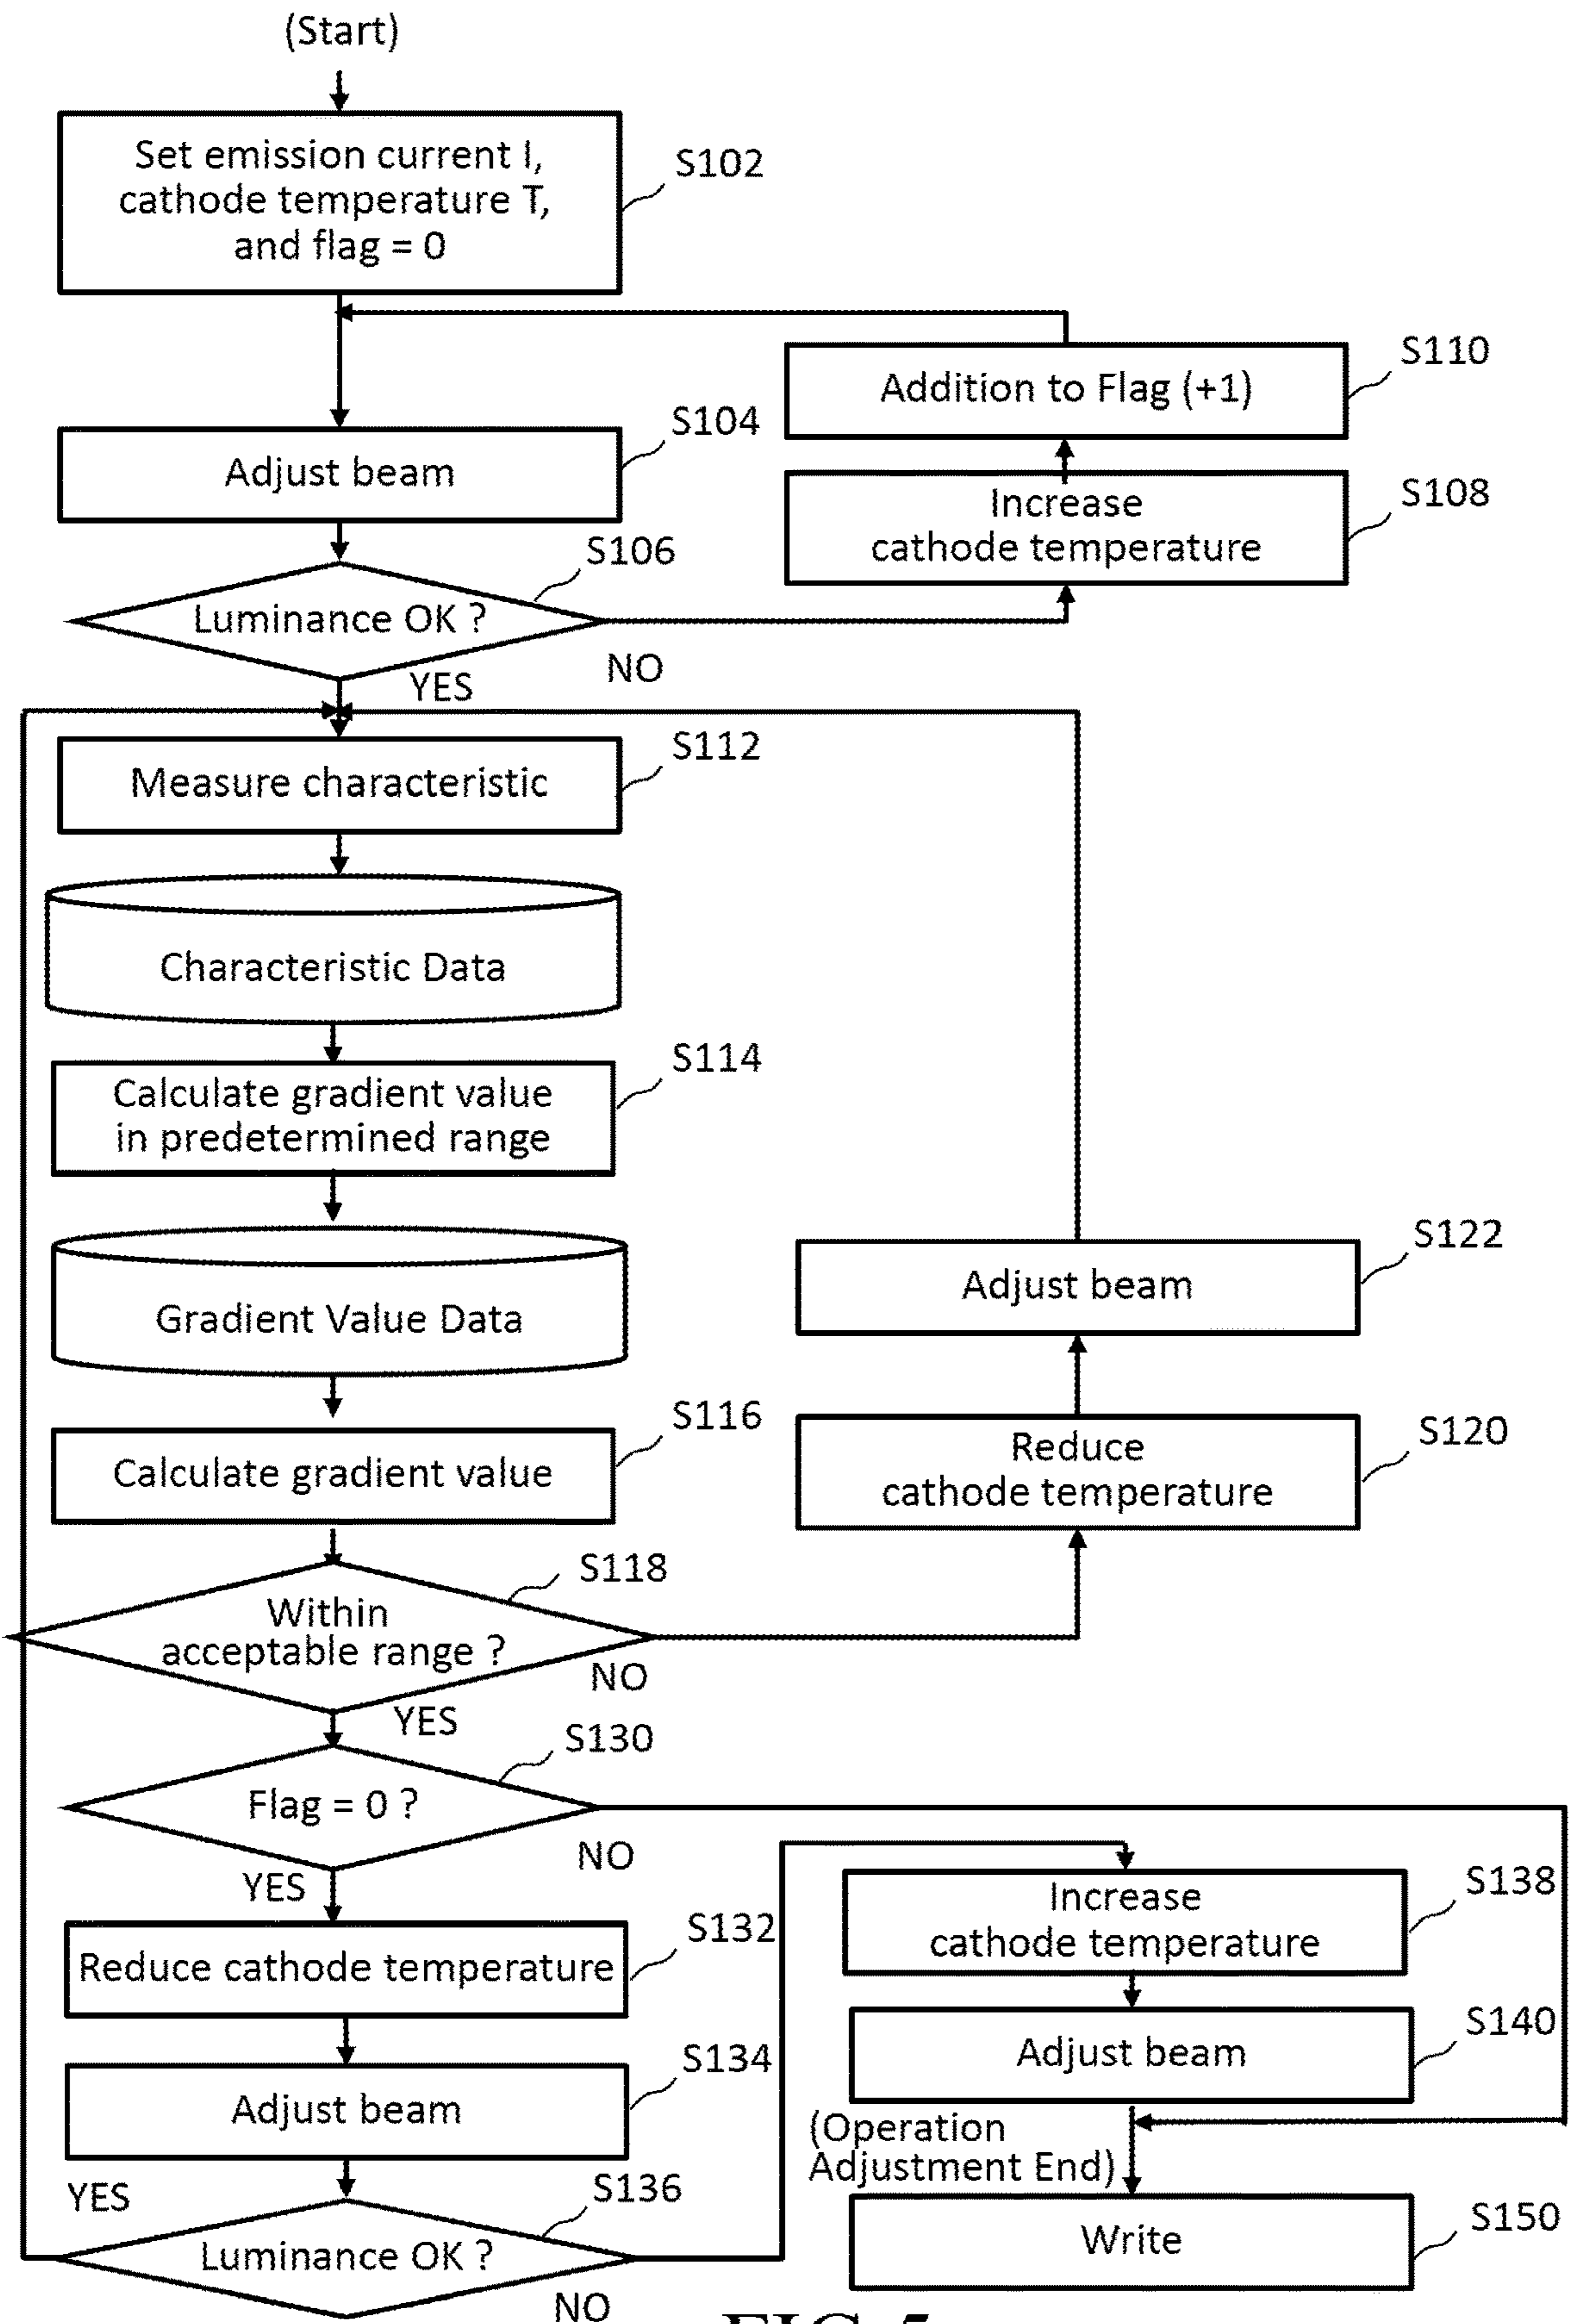 (Start)
Set emission current I,
cathode temperature T,
and flag = 0
S102
Addition to Flag (+1)
S110
Adjust beam
S104
Increase
cathode temperature
S108
Luminance OK ?
S106
NO
YES
Measure characteristic
S112
Characteristic Data
Calculate gradient value
in predetermined range
S114
Gradient Value Data
Adjust beam
S122
Calculate gradient value
S116
Reduce
cathode temperature
S120
Within
acceptable range ?
S118
NO
YES
Flag = 0 ?
S130
NO
YES
Reduce cathode temperature
S132
Increase
cathode temperature
S138
Adjust beam
S134
Adjust beam
S140
(Operation
Adjustment End)
YES
Luminance OK ?
S136
NO
Write
S150